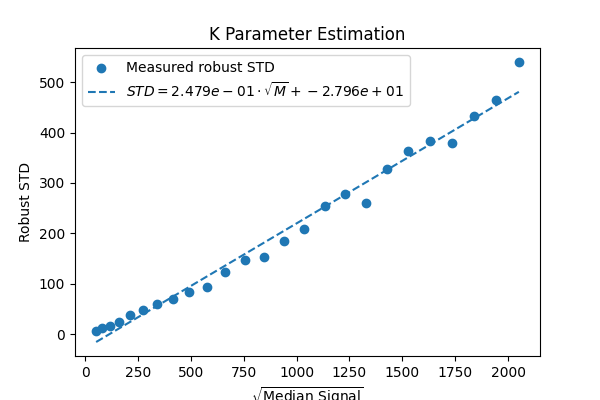 K Parameter Estimation
Measured robust STD
STD = 2.479e − 01 · √M + −2.796e + 01
Robust STD
500
400
300
200
100
0
0 250 500 750 1000 1250 1500 1750 2000
√Median Signal